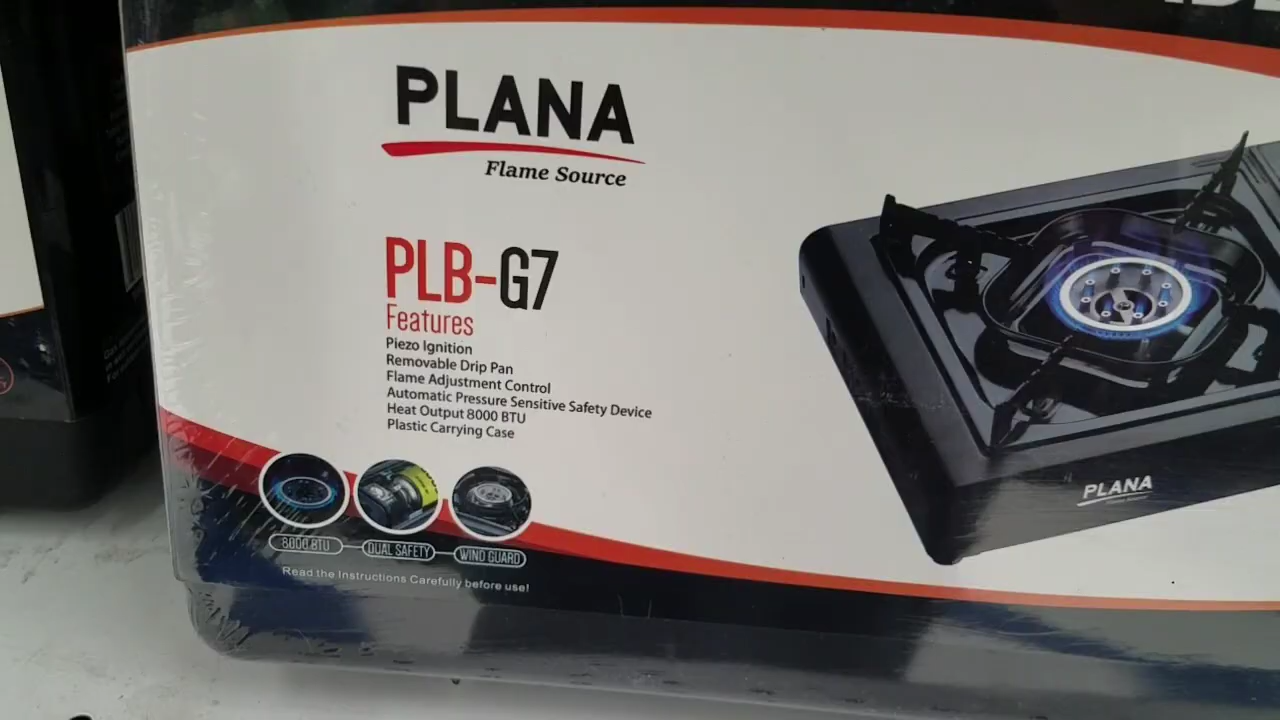 PLANA
Flame Source
PLB-G7
Features
Piezo Ignition
Removable Drip Pan
Flame Adjustment Control
Automatic Pressure Sensitive Safety Device
Heat Output 8000 BTU
Plastic Carrying Case
8000 BTU
DUAL SAFETY
WIND GUARD
Read the Instructions Carefully before use!
PLANA